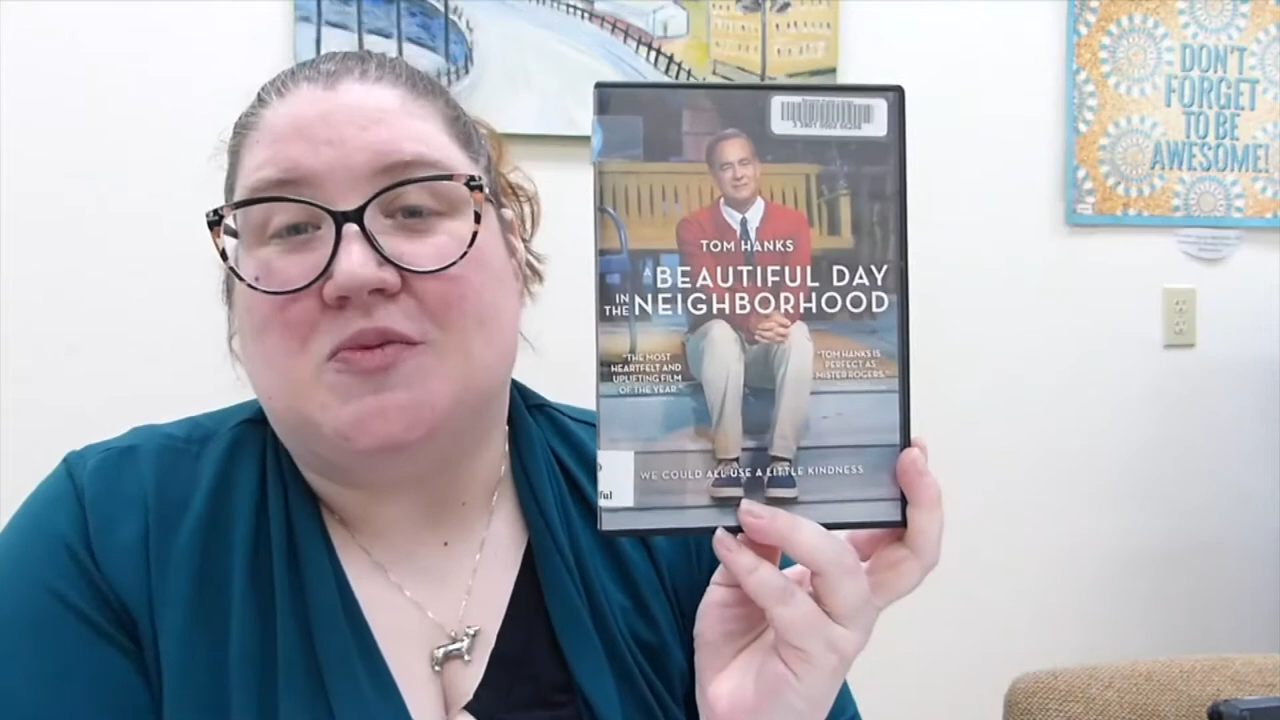 DON'T
FORGET
TO BE
AWESOME!
TOM HANKS
A BEAUTIFUL DAY
IN THE NEIGHBORHOOD
"THE MOST
HEARTFELT AND
UPLIFTING FILM
OF THE YEAR."
"TOM HANKS IS
PERFECT AS
MISTER ROGERS."
WE COULD ALL USE A LITTLE KINDNESS
ful